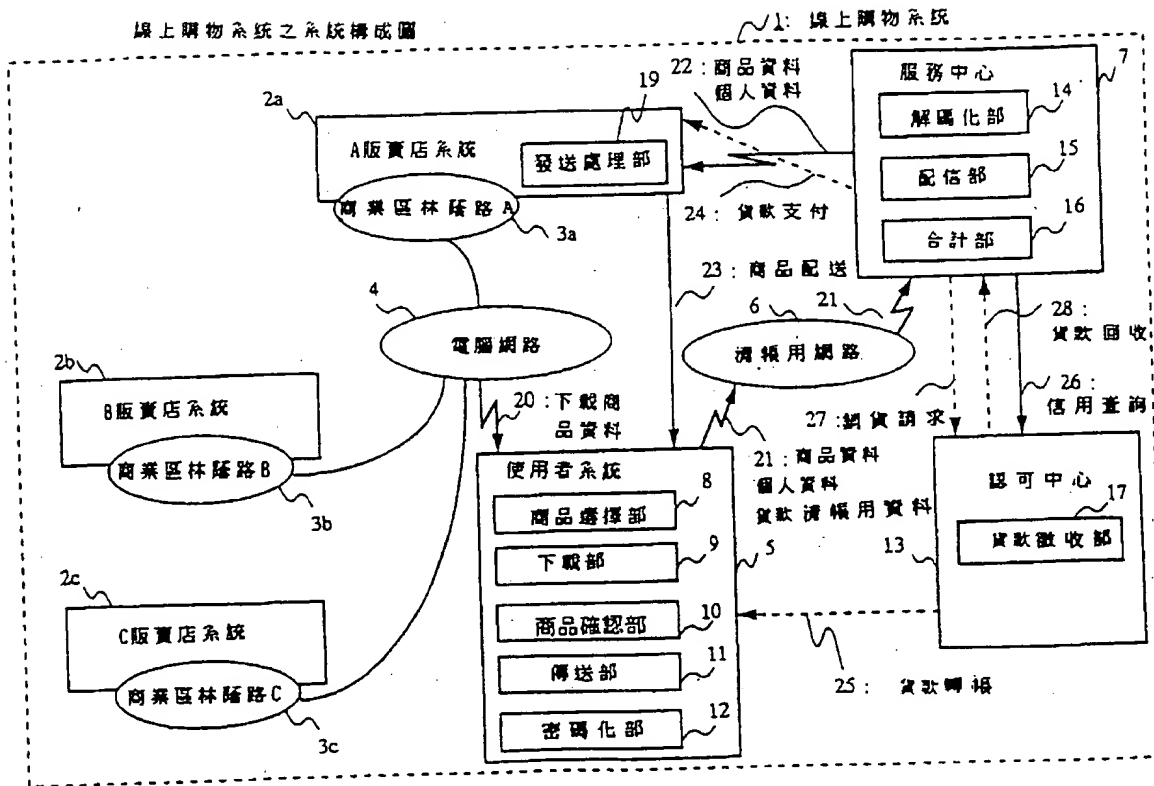 線上購物系統之系統構成圖
1: 線上購物系統
22：商品資料
個人資料
服務中心
7
2a
19
14
解碼化部
A販賣店系統
發送處理部
15
配信部
商業區林蔭路A
24：貨款支付
16
合計部
3a
23：商品配送
4
6
21
28：
貨款回收
電腦網路
清帳用網路
2b
B販賣店系統
20：下載商
品資料
27：
請求
26：
信用查詢
商業區林蔭路B
使用者系統
21：商品資料
個人資料
貨款清帳用資料
認可中心
8
商品選擇部
17
貨款徵收部
3b
9
5
13
下載部
2c
10
商品確認部
C販賣店系統
11
傳送部
25：貨款轉帳
商業區林蔭路C
12
密碼化部
3c